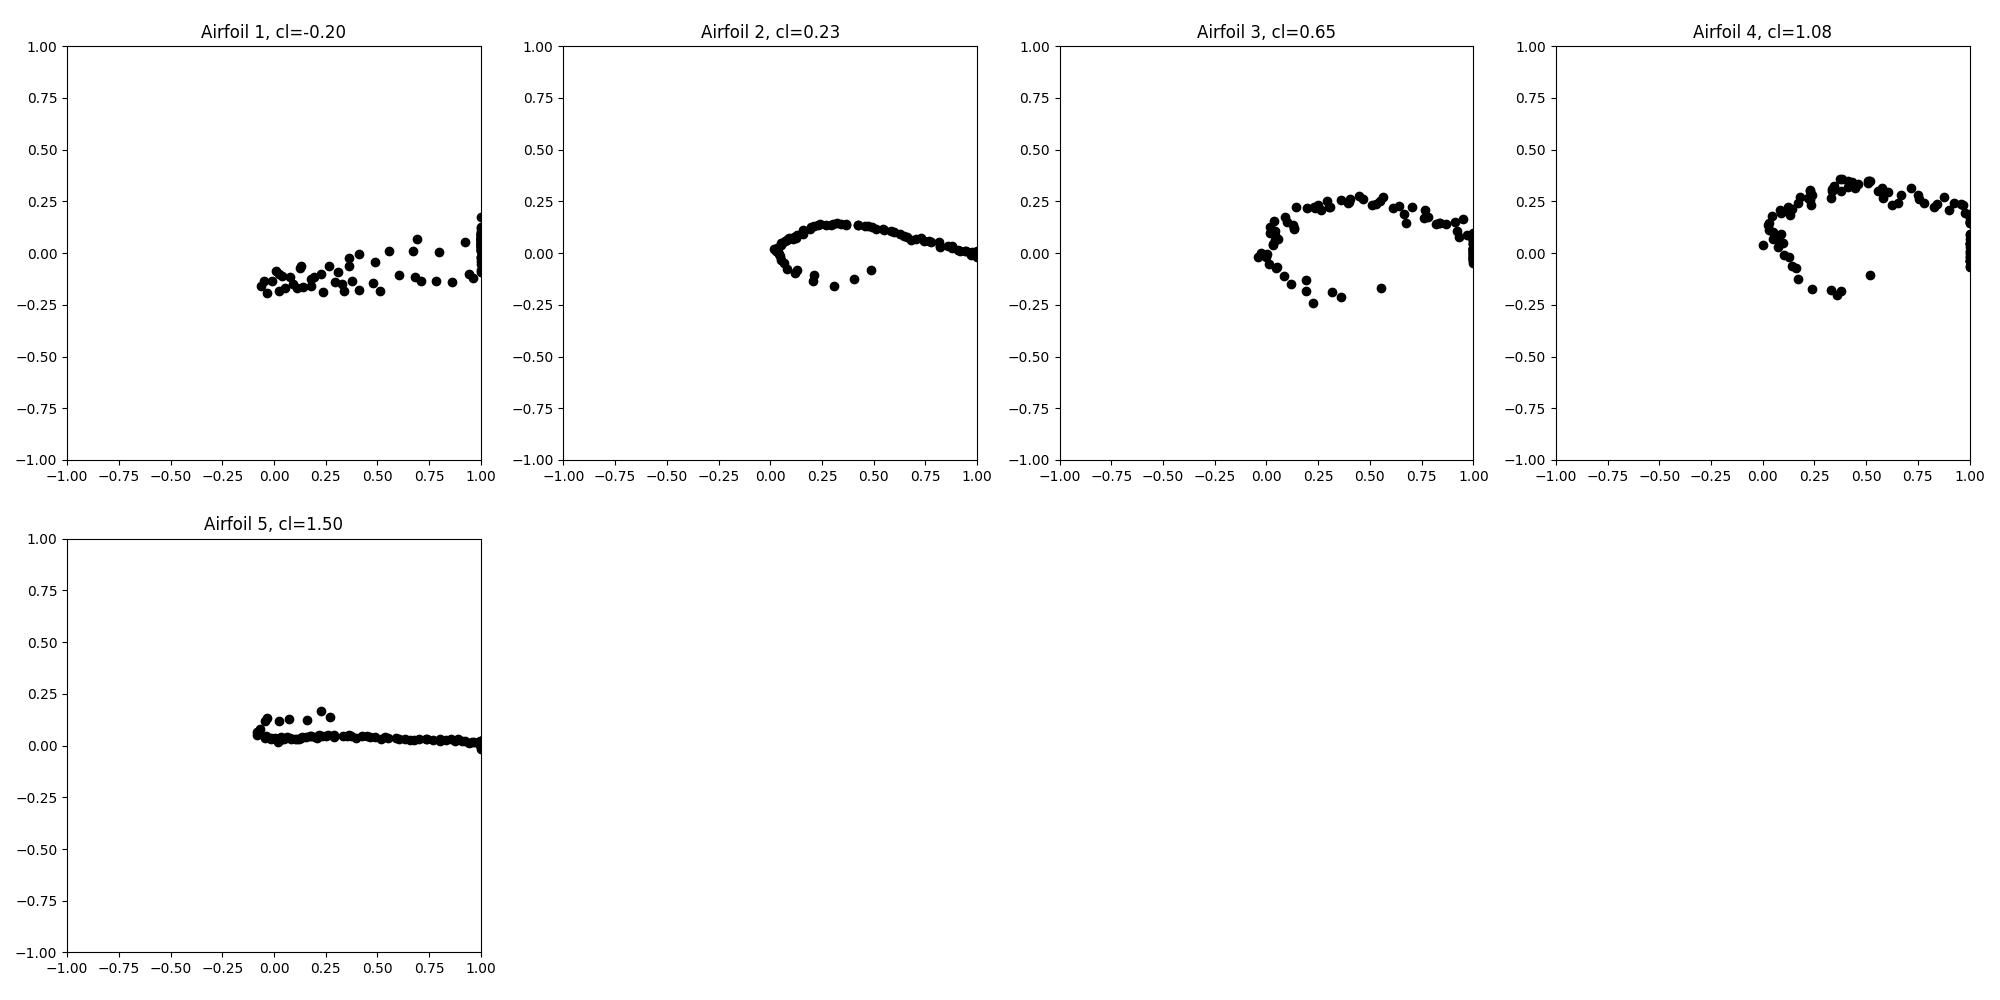 Airfoil 1, cl=-0.20
Airfoil 2, cl=0.23
Airfoil 3, cl=0.65
Airfoil 4, cl=1.08
1.00 1.00 1.00 1.00
0.75 0.75 0.75 0.75
0.50 0.50 0.50 0.50
0.25 0.25 0.25 0.25
0.00 0.00 0.00 0.00
−0.25 −0.25 −0.25 −0.25
−0.50 −0.50 −0.50 −0.50
−0.75 −0.75 −0.75 −0.75
−1.00 −1.00 −1.00 −1.00
−1.00 −0.75 −0.50 −0.25 0.00 0.25 0.50 0.75 1.00
−1.00 −0.75 −0.50 −0.25 0.00 0.25 0.50 0.75 1.00
−1.00 −0.75 −0.50 −0.25 0.00 0.25 0.50 0.75 1.00
−1.00 −0.75 −0.50 −0.25 0.00 0.25 0.50 0.75 1.00
Airfoil 5, cl=1.50
1.00
0.75
0.50
0.25
0.00
−0.25
−0.50
−0.75
−1.00
−1.00 −0.75 −0.50 −0.25 0.00 0.25 0.50 0.75 1.00